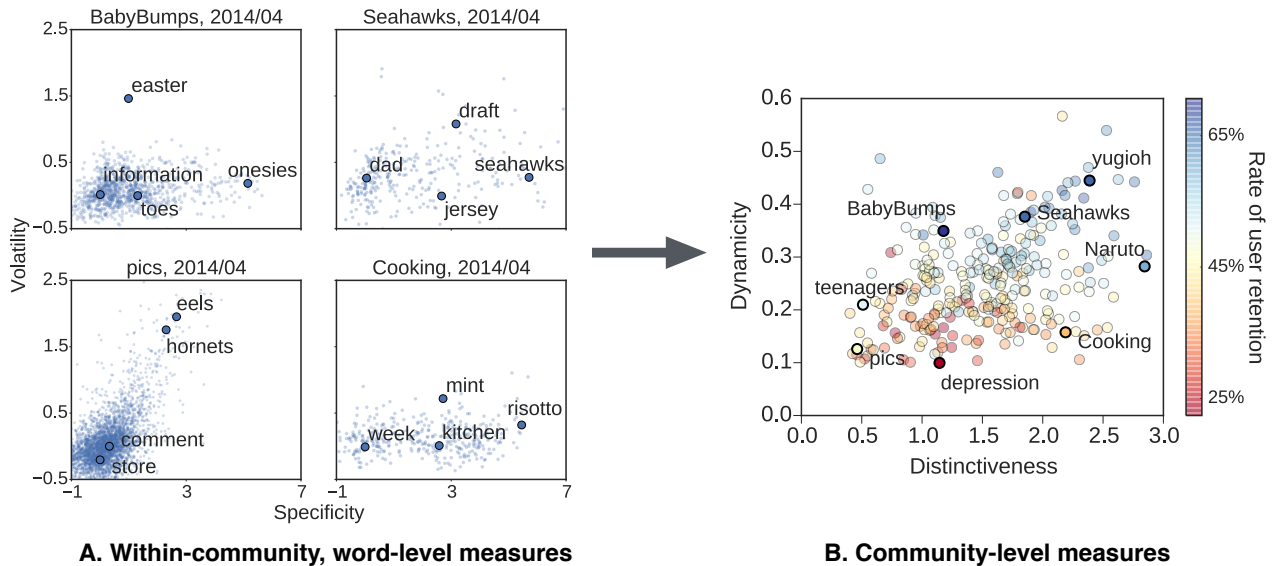 BabyBumps, 2014/04
Seahawks, 2014/04
2.5
1.5
0.5
−0.5
easter
information
onesies
toes
draft
dad
seahawks
jersey
Volatility
pics, 2014/04
Cooking, 2014/04
2.5
1.5
0.5
−0.5
eels
hornets
comment
store
mint
risotto
week
kitchen
−1 3 7
−1 3 7
Specificity
A. Within-community, word-level measures
0.6
0.5
0.4
0.3
0.2
0.1
0.0
Dynamicity
yugioh
BabyBumps
Seahawks
Naruto
teenagers
Cooking
pics
depression
0.0 0.5 1.0 1.5 2.0 2.5 3.0
Distinctiveness
65%
45%
25%
Rate of user retention
B. Community-level measures